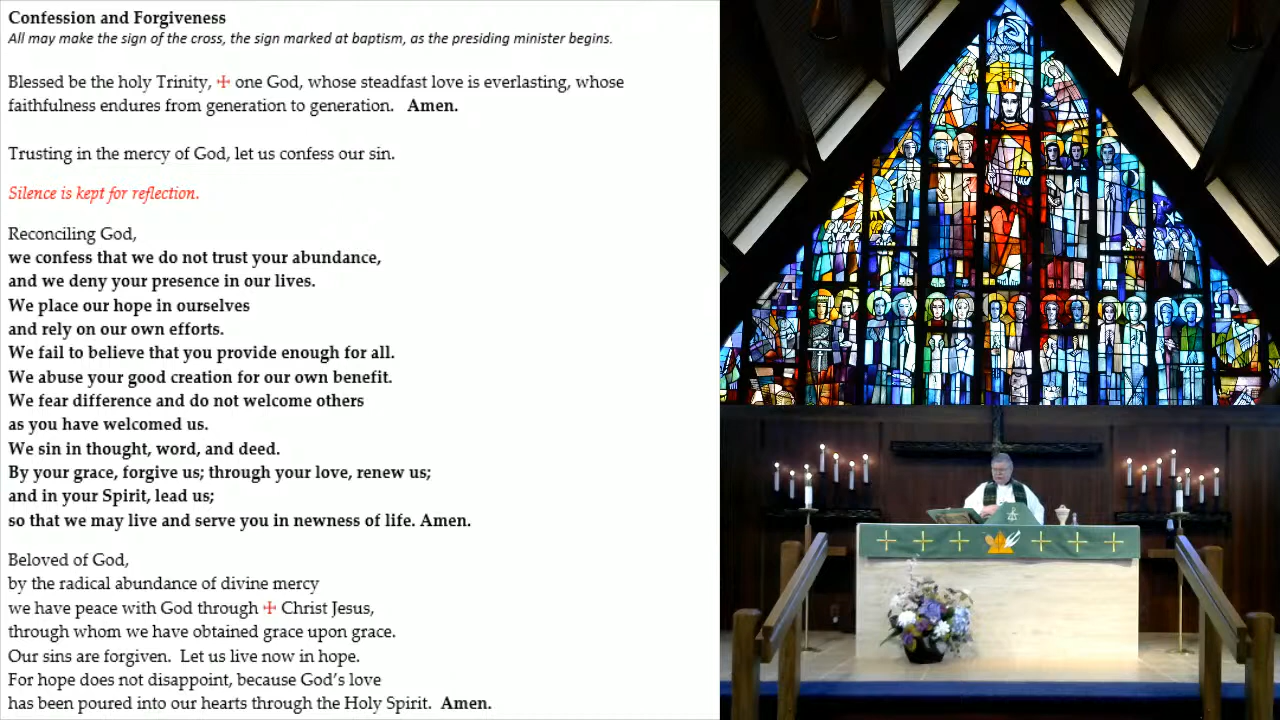 Confession and Forgiveness
All may make the sign of the cross, the sign marked at baptism, as the presiding minister begins.
Blessed be the holy Trinity, ☩ one God, whose steadfast love is everlasting, whose
faithfulness endures from generation to generation. Amen.
Trusting in the mercy of God, let us confess our sin.
Silence is kept for reflection.
Reconciling God,
we confess that we do not trust your abundance,
and we deny your presence in our lives.
We place our hope in ourselves
and rely on our own efforts.
We fail to believe that you provide enough for all.
We abuse your good creation for our own benefit.
We fear difference and do not welcome others
as you have welcomed us.
We sin in thought, word, and deed.
By your grace, forgive us; through your love, renew us;
and in your Spirit, lead us;
so that we may live and serve you in newness of life. Amen.
Beloved of God,
by the radical abundance of divine mercy
we have peace with God through ☩ Christ Jesus,
through whom we have obtained grace upon grace.
Our sins are forgiven. Let us live now in hope.
For hope does not disappoint, because God’s love
has been poured into our hearts through the Holy Spirit. Amen.